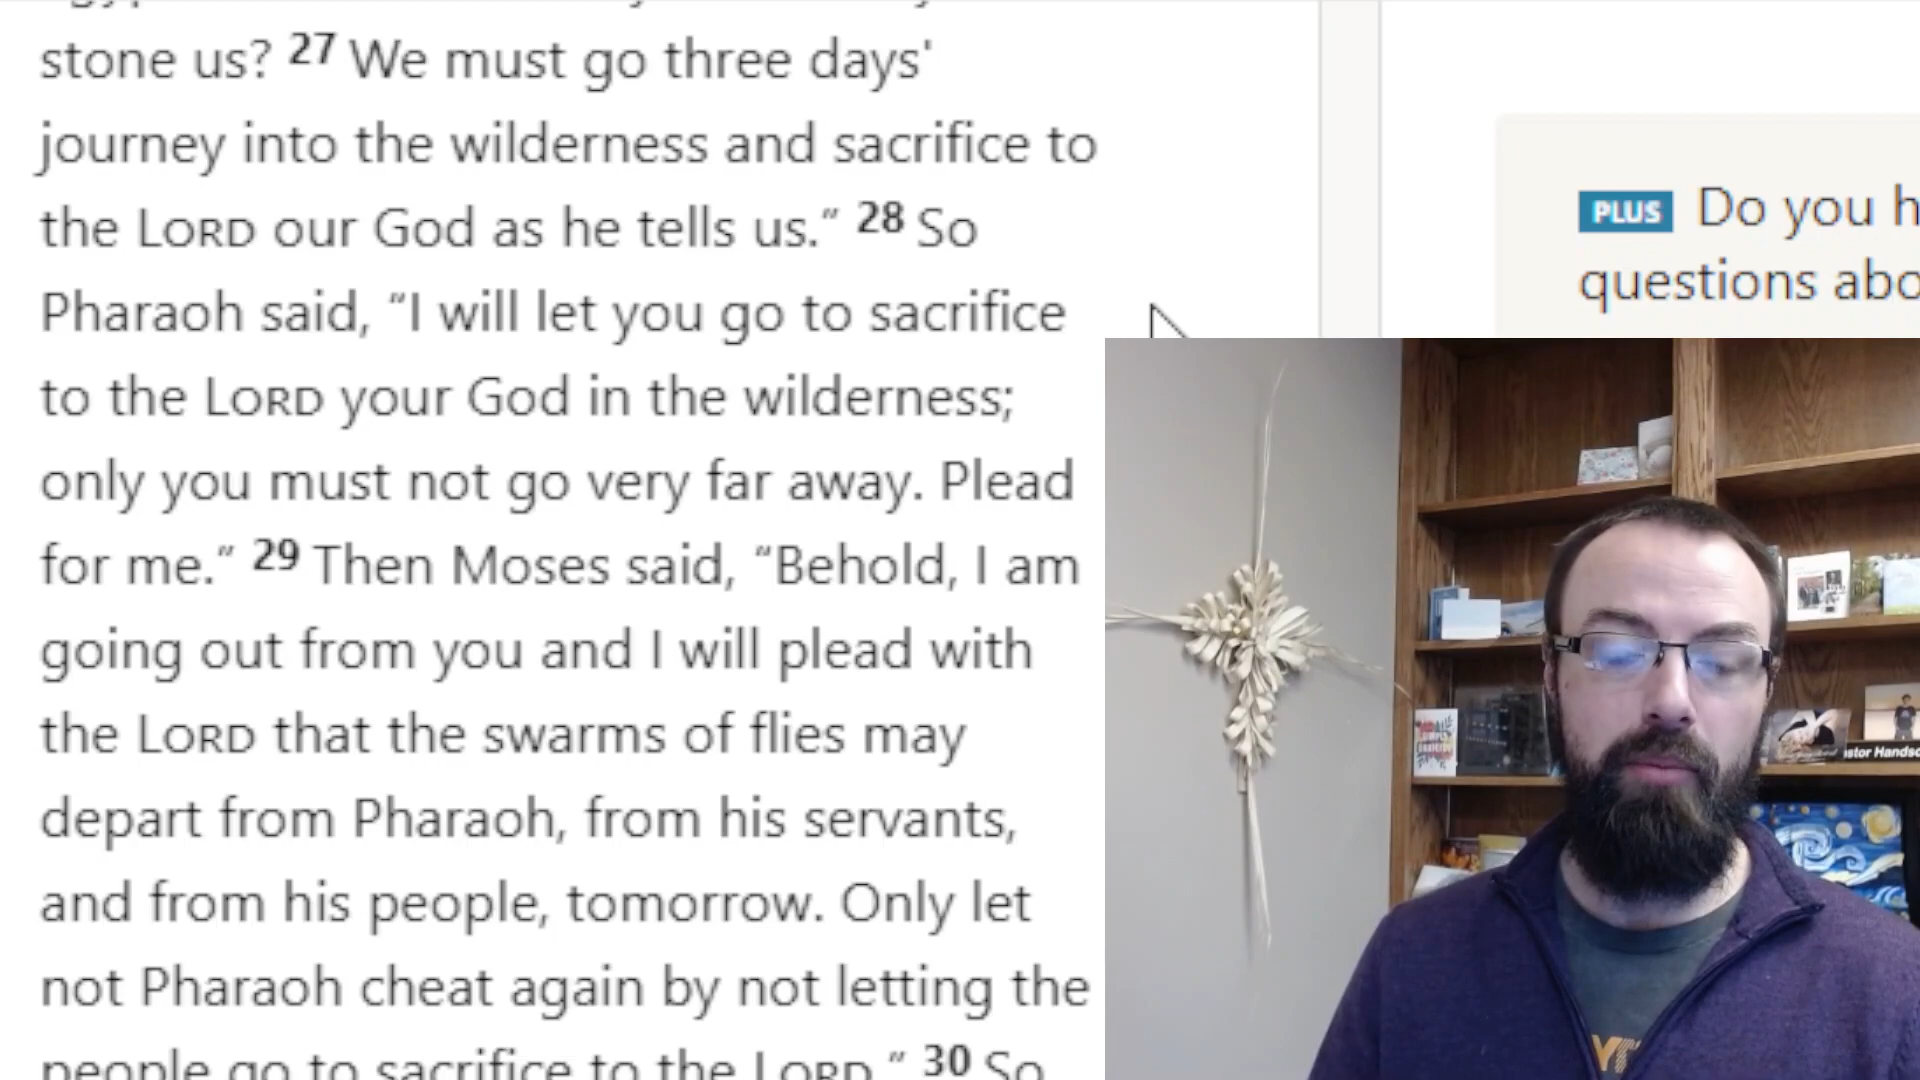 stone us? 27 We must go three days'
journey into the wilderness and sacrifice to
the LORD our God as he tells us.” 28 So
Pharaoh said, “I will let you go to sacrifice
to the LORD your God in the wilderness;
only you must not go very far away. Plead
for me.” 29 Then Moses said, “Behold, I am
going out from you and I will plead with
the LORD that the swarms of flies may
depart from Pharaoh, from his servants,
and from his people, tomorrow. Only let
not Pharaoh cheat again by not letting the
people go to sacrifice to the LORD.” 30 So
PLUS Do you h
questions abo
stor Handso